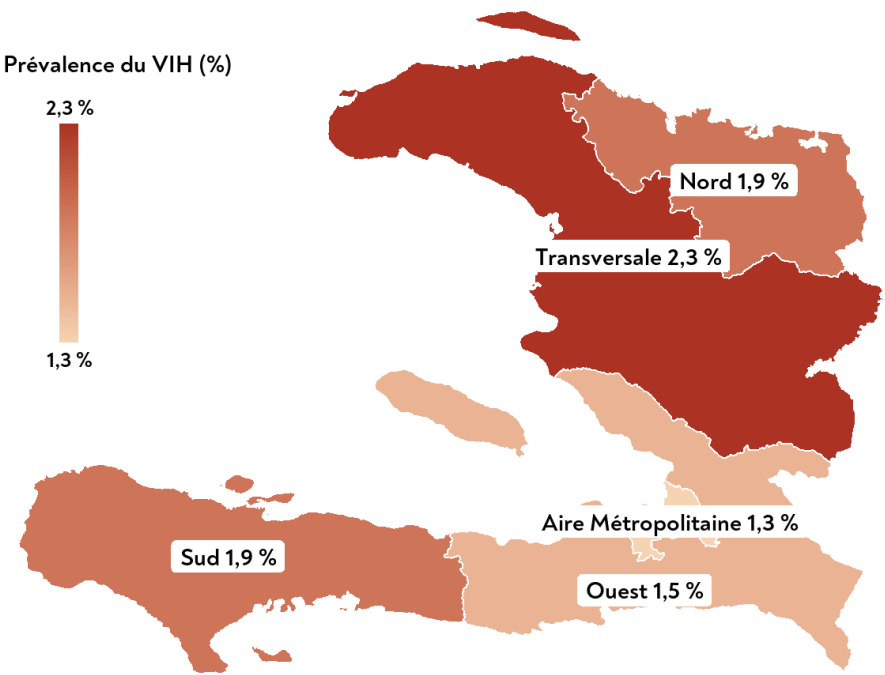 Prévalence du VIH (%)
2,3 %
1,3 %
Nord 1,9 %
Transversale 2,3 %
Aire Métropolitaine 1,3 %
Sud 1,9 %
Ouest 1,5 %